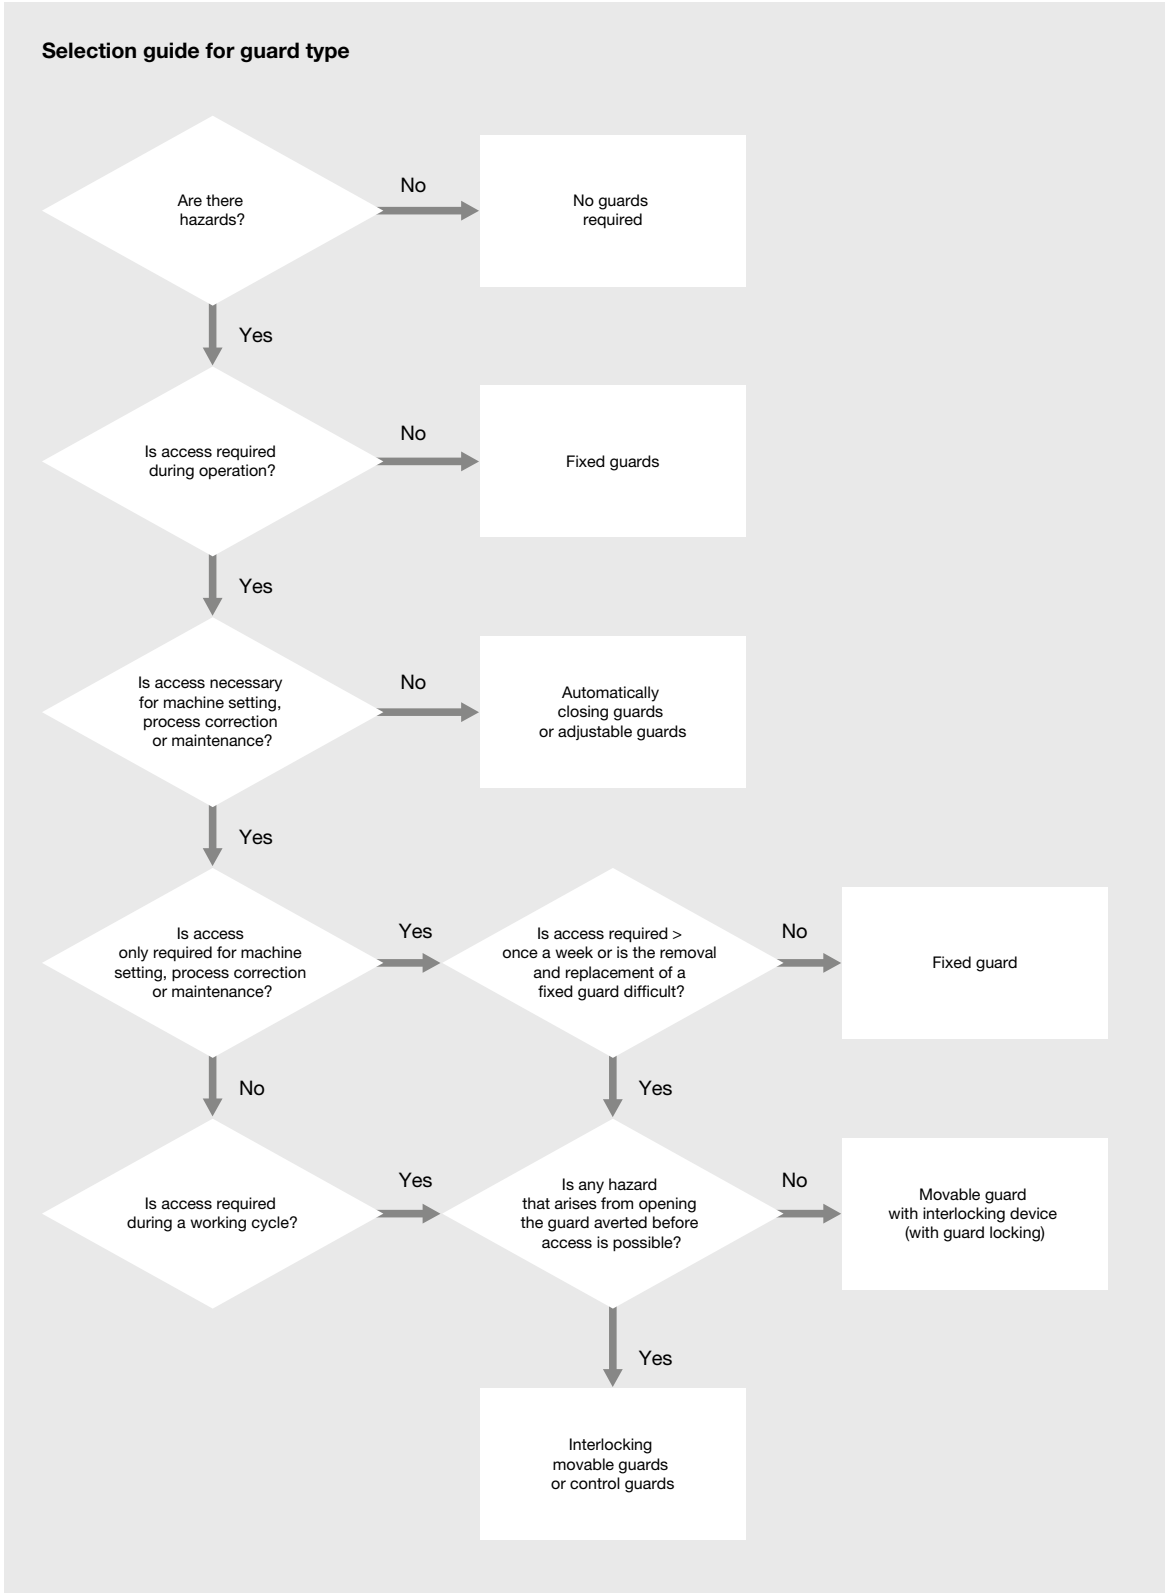 Selection guide for guard type
Are there
hazards?
No
No guards
required
Yes
Is access required
during operation?
No
Fixed guards
Yes
Is access necessary
for machine setting,
process correction
or maintenance?
No
Automatically
closing guards
or adjustable guards
Yes
Is access
only required for machine
setting, process correction
or maintenance?
Yes
Is access required >
once a week or is the removal
and replacement of a
fixed guard difficult?
No
Fixed guard
No
Yes
Is access required
during a working cycle?
Yes
Is any hazard
that arises from opening
the guard averted before
access is possible?
No
Movable guard
with interlocking device
(with guard locking)
Yes
Interlocking
movable guards
or control guards